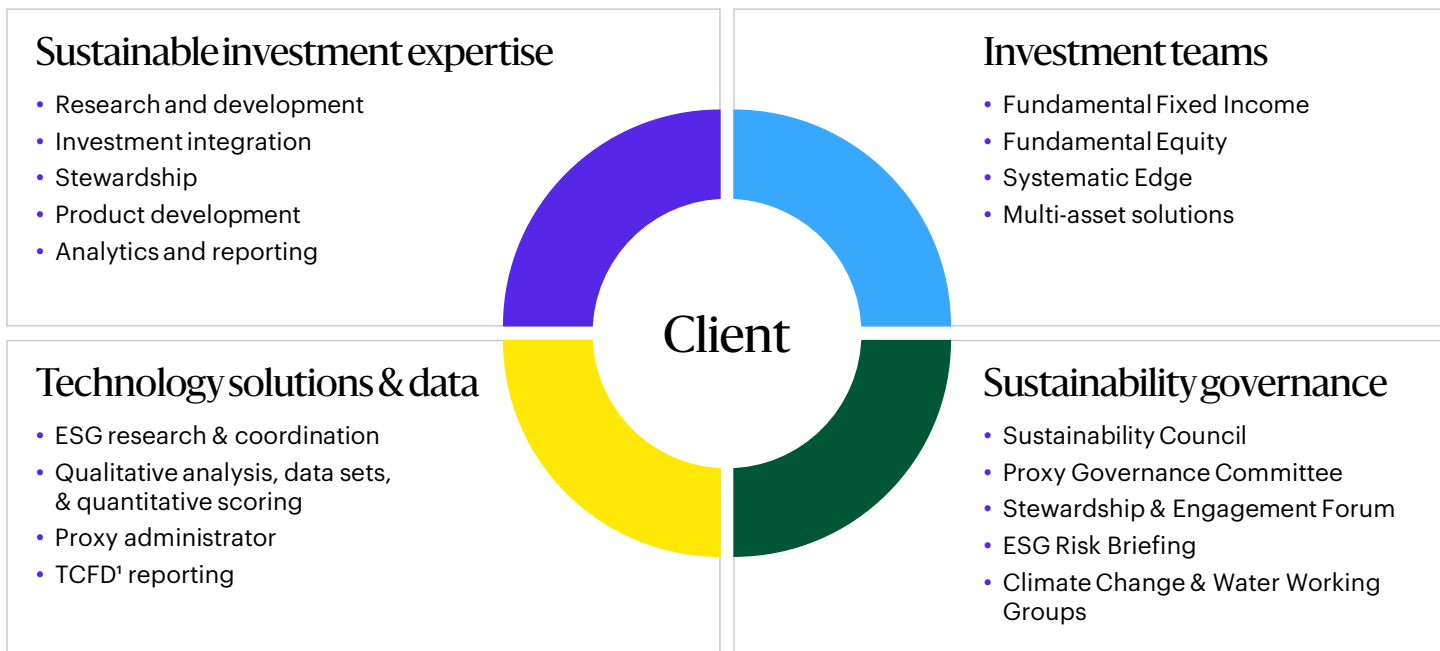 Sustainable investment expertise
• Research and development
• Investment integration
• Stewardship
• Product development
• Analytics and reporting
Investment teams
• Fundamental Fixed Income
• Fundamental Equity
• Systematic Edge
• Multi-asset solutions
Client
Technology solutions & data
• ESG research & coordination
• Qualitative analysis, data sets,
& quantitative scoring
• Proxy administrator
• TCFD¹ reporting
Sustainability governance
• Sustainability Council
• Proxy Governance Committee
• Stewardship & Engagement Forum
• ESG Risk Briefing
• Climate Change & Water Working
Groups